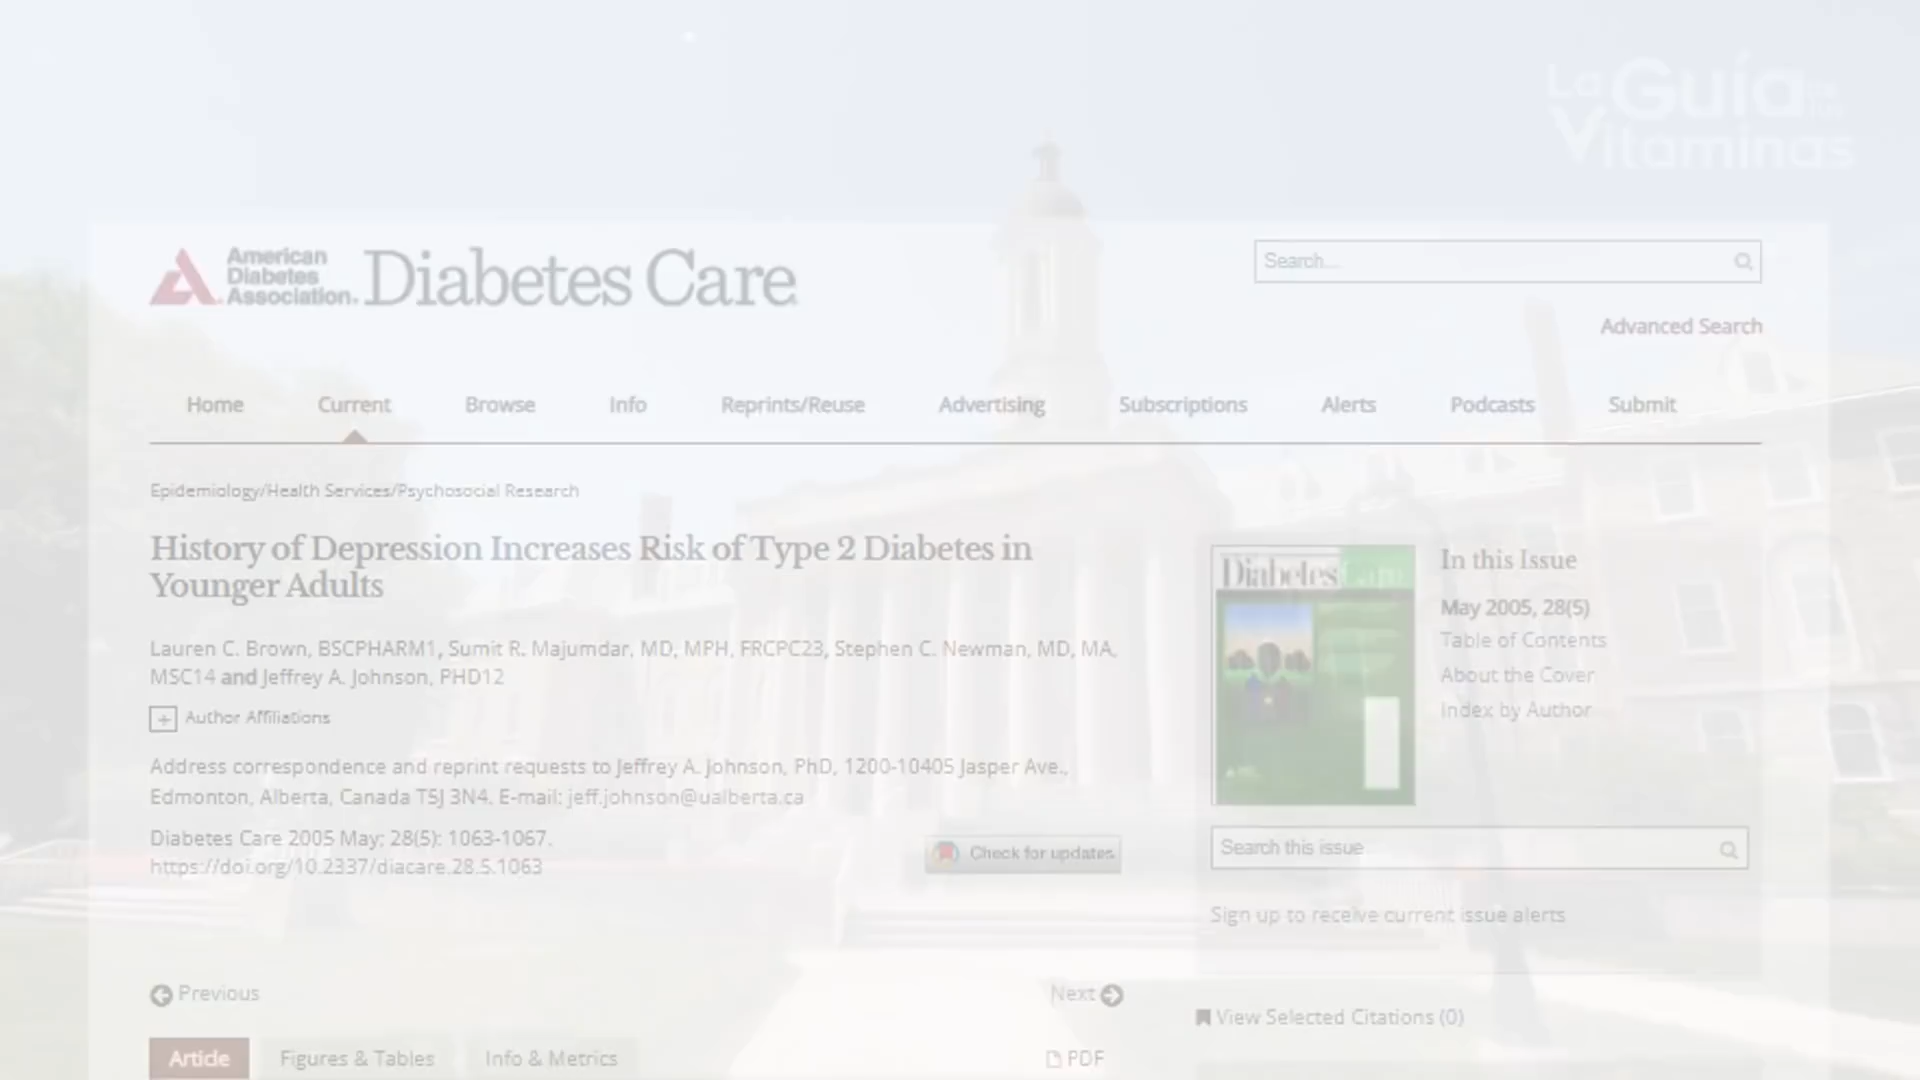 La Guía de las
Vitaminas
American
Diabetes
Association.
Diabetes Care
Search...
Advanced Search
Home Current Browse Info Reprints/Reuse Advertising Subscriptions Alerts Podcasts Submit
Epidemiology/Health Services/Psychosocial Research
History of Depression Increases Risk of Type 2 Diabetes in
Younger Adults
Lauren C. Brown, BSCPHARM1, Sumit R. Majumdar, MD, MPH, FRCPC23, Stephen C. Newman, MD, MA,
MSC14 and Jeffrey A. Johnson, PHD12
+ Author Affiliations
Address correspondence and reprint requests to Jeffrey A. Johnson, PhD, 1200-10405 Jasper Ave.,
Edmonton, Alberta, Canada T5J 3N4. E-mail: jeff.johnson@ualberta.ca
Diabetes Care 2005 May; 28(5): 1063-1067.
https://doi.org/10.2337/diacare.28.5.1063
Check for updates
Previous
Next
Article Figures & Tables Info & Metrics PDF
Diabetes Care
In this Issue
May 2005, 28(5)
Table of Contents
About the Cover
Index by Author
Search this issue
Sign up to receive current issue alerts
View Selected Citations (0)